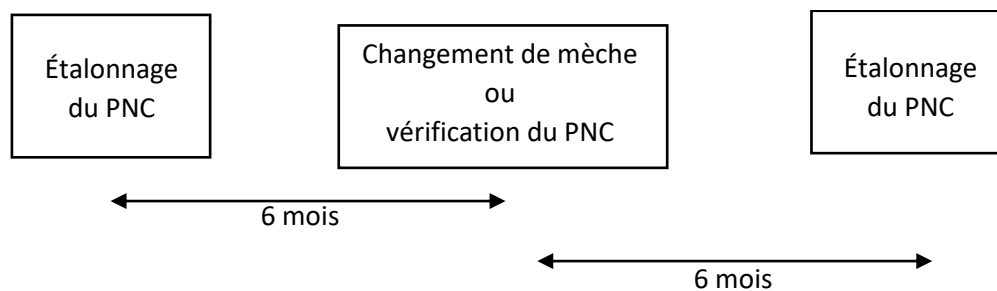 Étalonnage
du PNC
Changement de mèche
ou
vérification du PNC
Étalonnage
du PNC
6 mois
6 mois